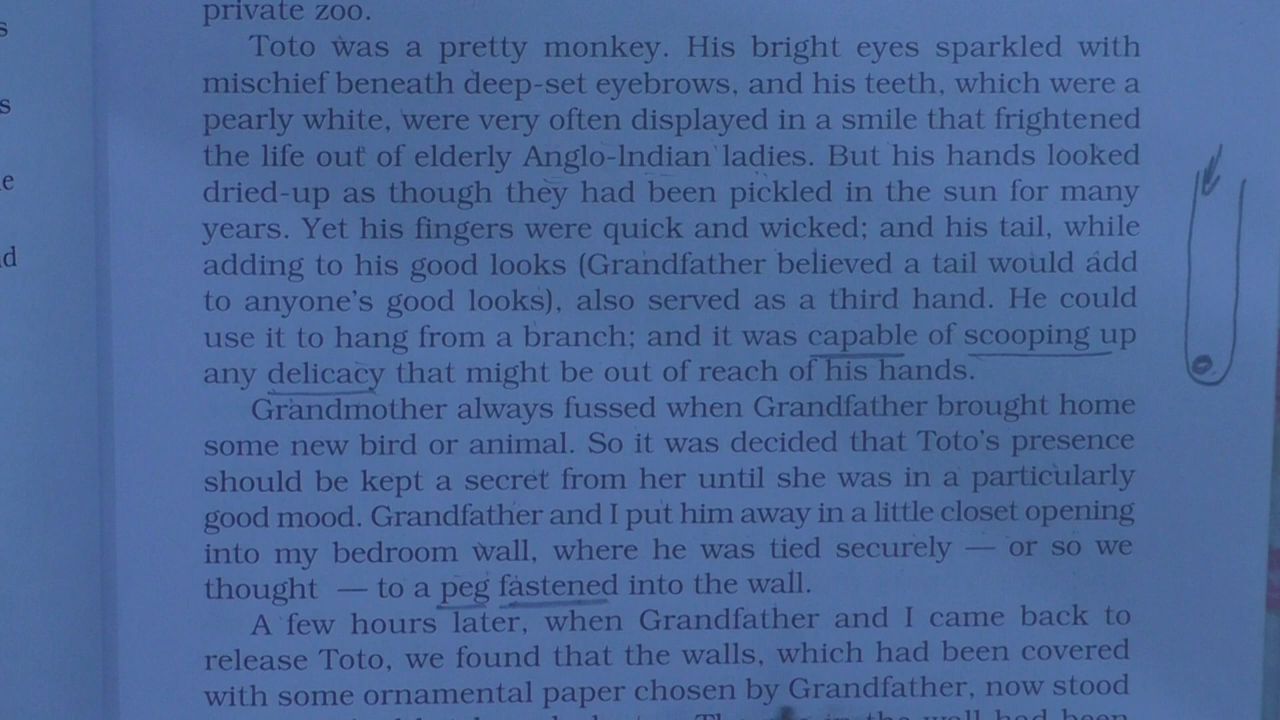 s
s
e
d
private zoo.
Toto was a pretty monkey. His bright eyes sparkled with
mischief beneath deep-set eyebrows, and his teeth, which were a
pearly white, were very often displayed in a smile that frightened
the life out of elderly Anglo-Indian ladies. But his hands looked
dried-up as though they had been pickled in the sun for many
years. Yet his fingers were quick and wicked; and his tail, while
adding to his good looks (Grandfather believed a tail would add
to anyone's good looks), also served as a third hand. He could
use it to hang from a branch; and it was capable of scooping up
any delicacy that might be out of reach of his hands.
Grandmother always fussed when Grandfather brought home
some new bird or animal. So it was decided that Toto's presence
should be kept a secret from her until she was in a particularly
good mood. Grandfather and I put him away in a little closet opening
into my bedroom wall, where he was tied securely — or so we
thought — to a peg fastened into the wall.
A few hours later, when Grandfather and I came back to
release Toto, we found that the walls, which had been covered
with some ornamental paper chosen by Grandfather, now stood
in the wall had been